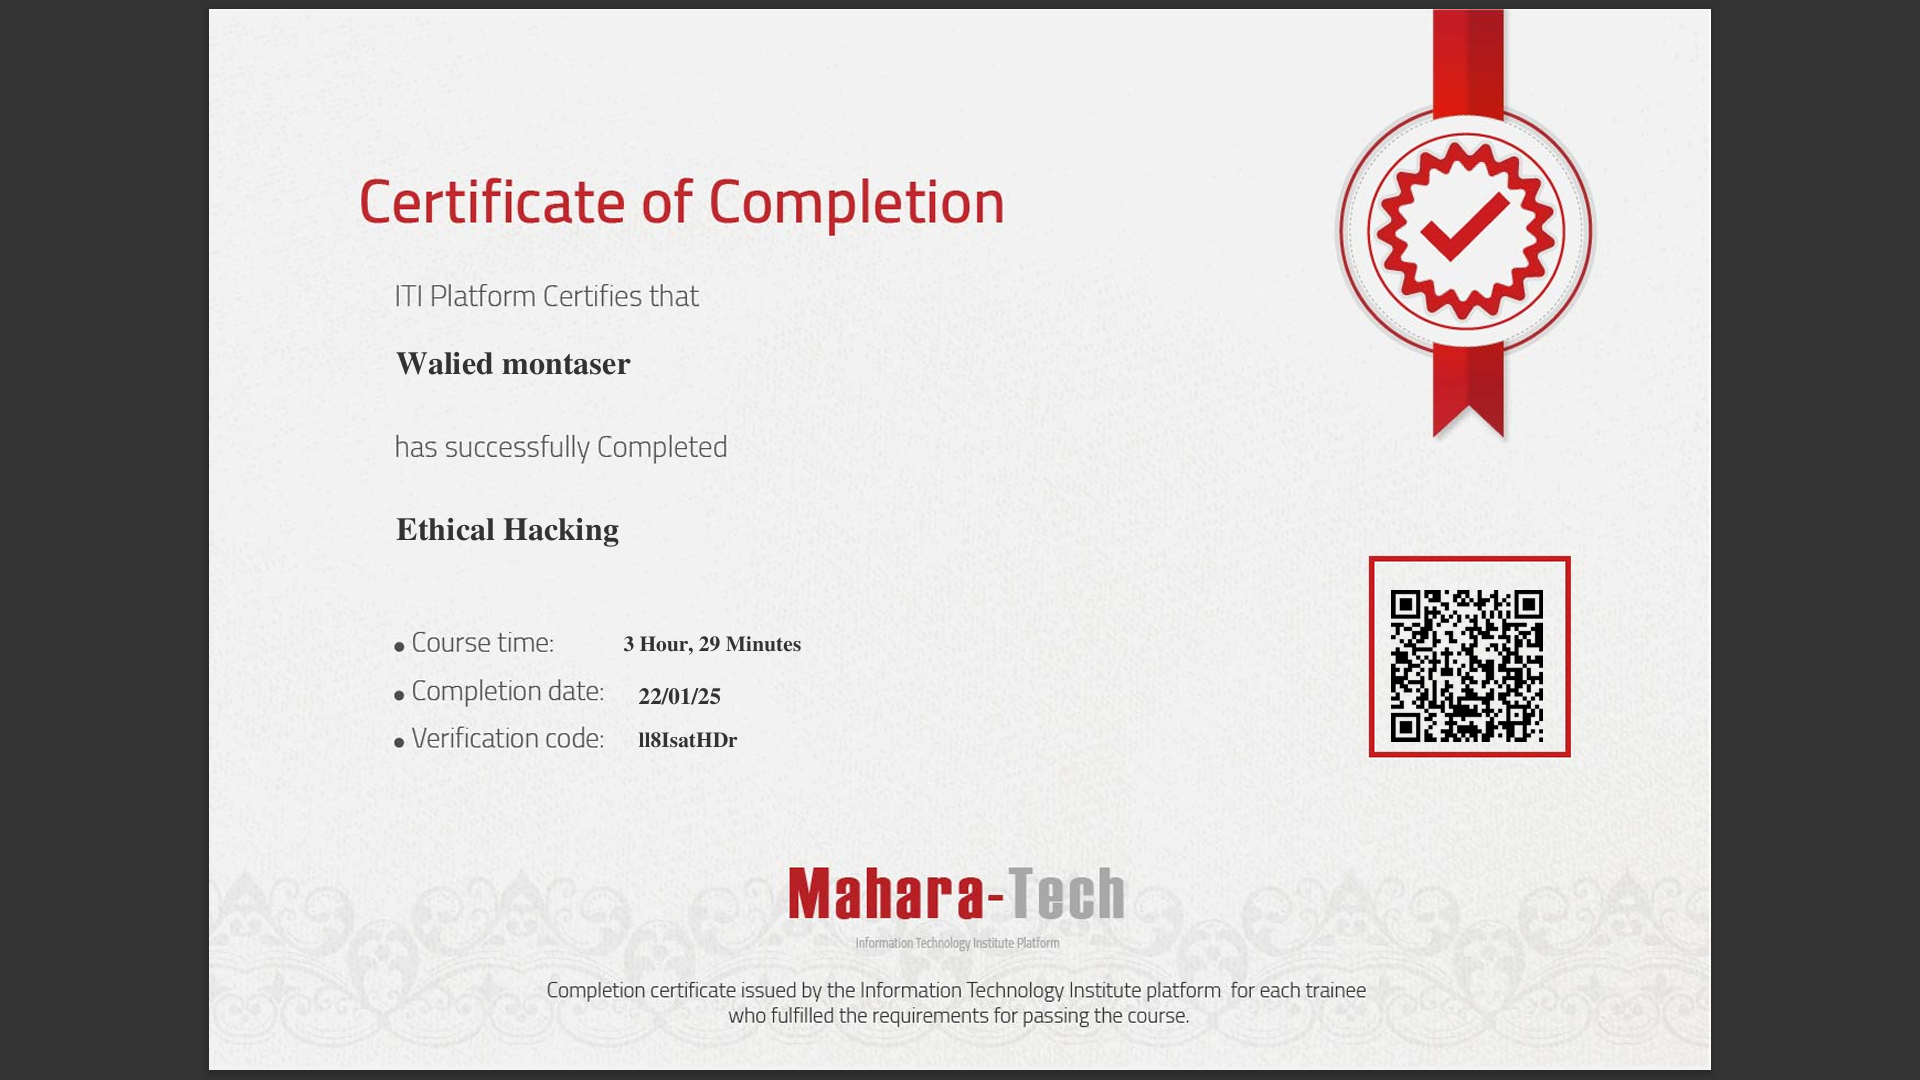 Certificate of Completion
ITI Platform Certifies that
Walied montaser
has successfully Completed
Ethical Hacking
• Course time: 3 Hour, 29 Minutes
• Completion date: 22/01/25
• Verification code: ll8IsatHDr
Mahara-Tech
Information Technology Institute Platform
Completion certificate issued by the Information Technology Institute platform for each trainee
who fulfilled the requirements for passing the course.